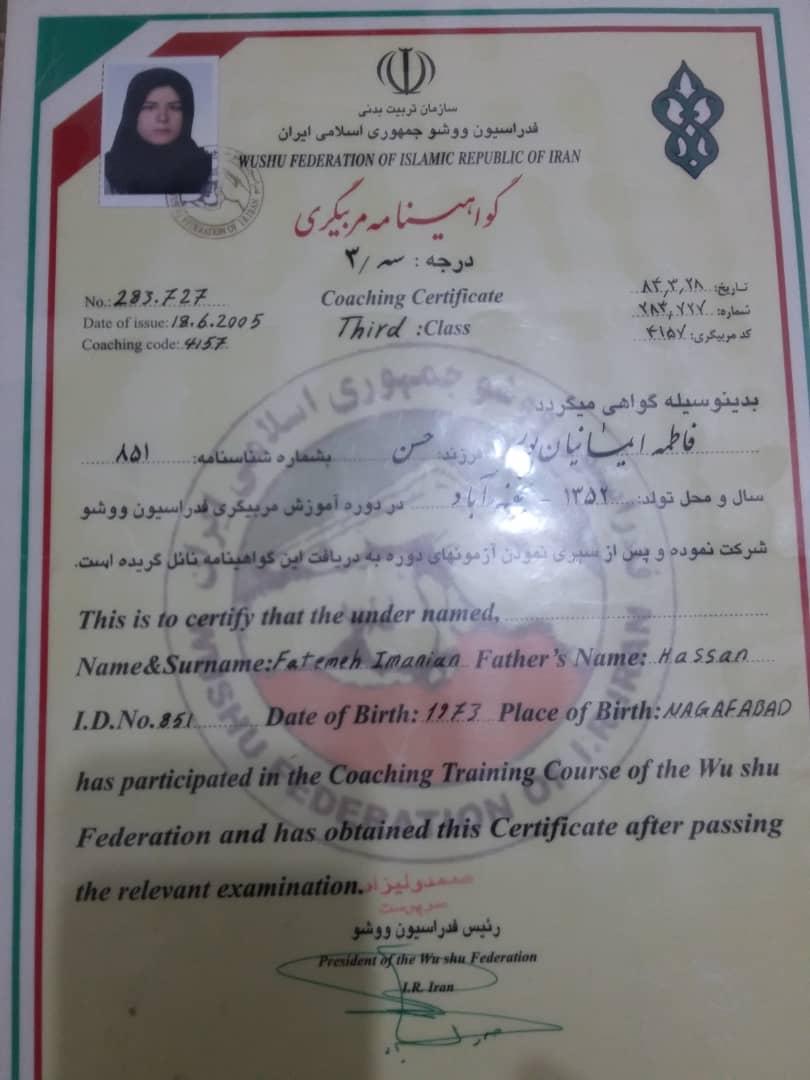 سازمان تربیت بدنی
فدراسیون ووشو جمهوری اسلامی ایران
WUSHU FEDERATION OF ISLAMIC REPUBLIC OF IRAN
گواهینامه مربیگری
درجه : سه /۳
Coaching Certificate
Third :Class
No.: 283.727
Date of issue: 18.6.2005
Coaching code: 4157
تاریخ: ۸۴,۳,۲۸
شماره: ۲۸۳,۷۲۷
کد مربیگری: ۴۱۵۷
بدینوسیله گواهی میگردد
فاطمه ایمانیان پور فرزند: حسن بشماره شناسنامه: ۸۵۱
سال و محل تولد: ۱۳۵۲ - نجف آباد در دوره آموزش مربیگری فدراسیون ووشو
شرکت نموده و پس از سپری نمودن آزمونهای دوره به دریافت این گواهینامه نائل گردیده است.
This is to certify that the under named,
Name&Surname: Fatemeh Imanian Father's Name: Hassan
I.D.No. 851 Date of Birth: 1973 Place of Birth: NAGAFABAD
has participated in the Coaching Training Course of the Wu shu
Federation and has obtained this Certificate after passing
the relevant examination.
سرپرست
رئیس فدراسیون ووشو
President of the Wu shu Federation
I.R. Iran
WUSHU FEDERATION OF I.R.IRAN